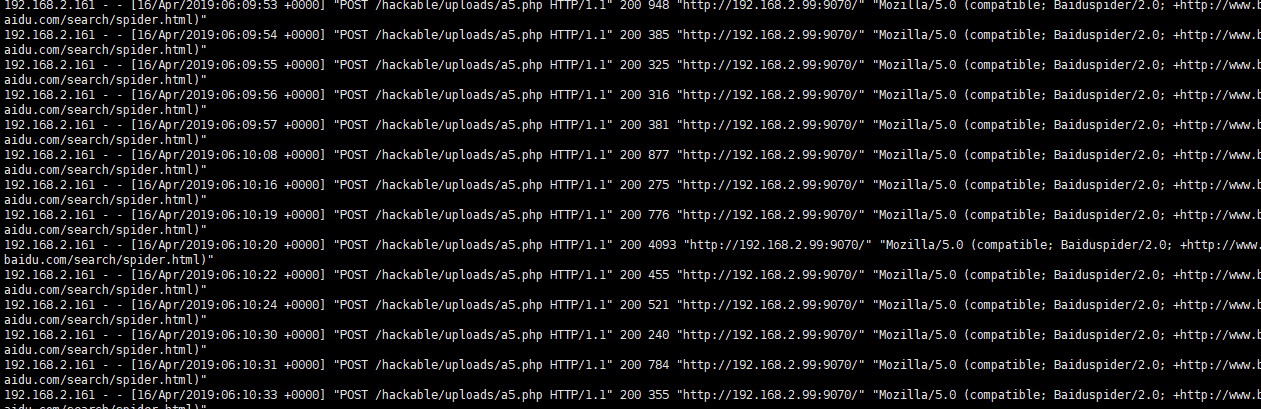 192.168.2.161 - - [16/Apr/2019:06:09:53 +0000] "POST /hackable/uploads/a5.php HTTP/1.1" 200 948 "http://192.168.2.99:9070/" "Mozilla/5.0 (compatible; Baiduspider/2.0; +http://www.b
aidu.com/search/spider.html)"
192.168.2.161 - - [16/Apr/2019:06:09:54 +0000] "POST /hackable/uploads/a5.php HTTP/1.1" 200 385 "http://192.168.2.99:9070/" "Mozilla/5.0 (compatible; Baiduspider/2.0; +http://www.b
aidu.com/search/spider.html)"
192.168.2.161 - - [16/Apr/2019:06:09:55 +0000] "POST /hackable/uploads/a5.php HTTP/1.1" 200 325 "http://192.168.2.99:9070/" "Mozilla/5.0 (compatible; Baiduspider/2.0; +http://www.b
aidu.com/search/spider.html)"
192.168.2.161 - - [16/Apr/2019:06:09:56 +0000] "POST /hackable/uploads/a5.php HTTP/1.1" 200 316 "http://192.168.2.99:9070/" "Mozilla/5.0 (compatible; Baiduspider/2.0; +http://www.b
aidu.com/search/spider.html)"
192.168.2.161 - - [16/Apr/2019:06:09:57 +0000] "POST /hackable/uploads/a5.php HTTP/1.1" 200 381 "http://192.168.2.99:9070/" "Mozilla/5.0 (compatible; Baiduspider/2.0; +http://www.b
aidu.com/search/spider.html)"
192.168.2.161 - - [16/Apr/2019:06:10:08 +0000] "POST /hackable/uploads/a5.php HTTP/1.1" 200 877 "http://192.168.2.99:9070/" "Mozilla/5.0 (compatible; Baiduspider/2.0; +http://www.b
aidu.com/search/spider.html)"
192.168.2.161 - - [16/Apr/2019:06:10:16 +0000] "POST /hackable/uploads/a5.php HTTP/1.1" 200 275 "http://192.168.2.99:9070/" "Mozilla/5.0 (compatible; Baiduspider/2.0; +http://www.b
aidu.com/search/spider.html)"
192.168.2.161 - - [16/Apr/2019:06:10:19 +0000] "POST /hackable/uploads/a5.php HTTP/1.1" 200 776 "http://192.168.2.99:9070/" "Mozilla/5.0 (compatible; Baiduspider/2.0; +http://www.b
aidu.com/search/spider.html)"
192.168.2.161 - - [16/Apr/2019:06:10:20 +0000] "POST /hackable/uploads/a5.php HTTP/1.1" 200 4093 "http://192.168.2.99:9070/" "Mozilla/5.0 (compatible; Baiduspider/2.0; +http://www.
baidu.com/search/spider.html)"
192.168.2.161 - - [16/Apr/2019:06:10:22 +0000] "POST /hackable/uploads/a5.php HTTP/1.1" 200 455 "http://192.168.2.99:9070/" "Mozilla/5.0 (compatible; Baiduspider/2.0; +http://www.b
aidu.com/search/spider.html)"
192.168.2.161 - - [16/Apr/2019:06:10:24 +0000] "POST /hackable/uploads/a5.php HTTP/1.1" 200 521 "http://192.168.2.99:9070/" "Mozilla/5.0 (compatible; Baiduspider/2.0; +http://www.b
aidu.com/search/spider.html)"
192.168.2.161 - - [16/Apr/2019:06:10:30 +0000] "POST /hackable/uploads/a5.php HTTP/1.1" 200 240 "http://192.168.2.99:9070/" "Mozilla/5.0 (compatible; Baiduspider/2.0; +http://www.b
aidu.com/search/spider.html)"
192.168.2.161 - - [16/Apr/2019:06:10:31 +0000] "POST /hackable/uploads/a5.php HTTP/1.1" 200 784 "http://192.168.2.99:9070/" "Mozilla/5.0 (compatible; Baiduspider/2.0; +http://www.b
aidu.com/search/spider.html)"
192.168.2.161 - - [16/Apr/2019:06:10:33 +0000] "POST /hackable/uploads/a5.php HTTP/1.1" 200 355 "http://192.168.2.99:9070/" "Mozilla/5.0 (compatible; Baiduspider/2.0; +http://www.b
aidu.com/search/spider.html)"